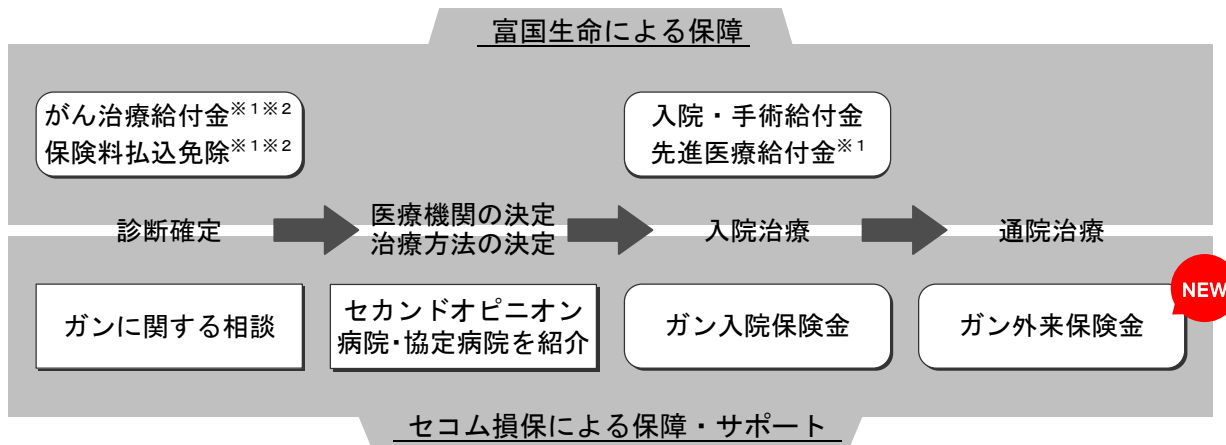 富国生命による保障
がん治療給付金※1※2
保険料払込免除※1※2
入院・手術給付金
先進医療給付金※1
診断確定
医療機関の決定
治療方法の決定
入院治療
通院治療
NEW
ガンに関する相談
セカンドオピニオン
病院・協定病院を紹介
ガン入院保険金
ガン外来保険金
セコム損保による保障・サポート